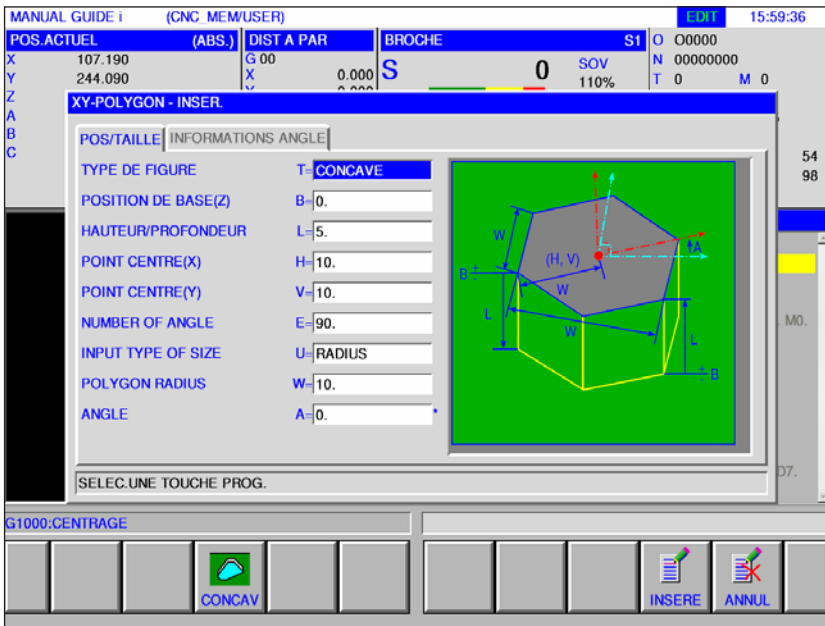 MANUAL GUIDE i (CNC_MEM/USER) EDIT 15:59:36
POS.ACTUEL (ABS.) DIST A PAR BROCHE S1 O O0000
X 107.190 G 00 S 0 SOV N 00000000
Y 244.090 X 0.000 110% T 0 M 0
Z
A
B
C
54
98
XY-POLYGON - INSER.
POS/TAILLE INFORMATIONS ANGLE
TYPE DE FIGURE T= CONCAVE
POSITION DE BASE(Z) B= 0.
HAUTEUR/PROFONDEUR L= 5.
POINT CENTRE(X) H= 10.
POINT CENTRE(Y) V= 10.
NUMBER OF ANGLE E= 90.
INPUT TYPE OF SIZE U= RADIUS
POLYGON RADIUS W= 10.
ANGLE A= 0. *
W
(H, V)
A
B + -
W
L
W
L
+ - B
M0.
D7.
SELEC.UNE TOUCHE PROG.
G1000:CENTRAGE
CONCAV INSERE ANNUL